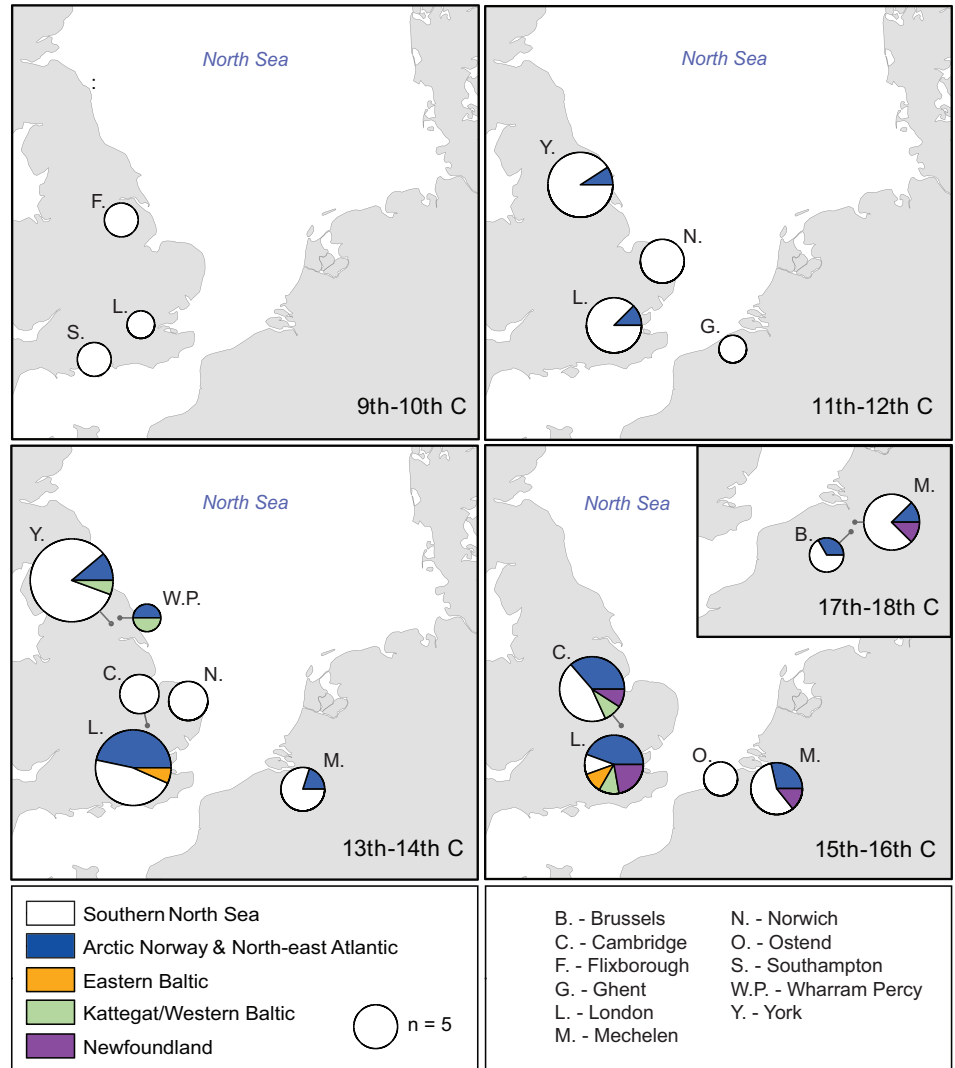 North Sea
:
F.
L.
S.
9th-10th C
North Sea
Y.
N.
L.
G.
11th-12th C
North Sea
Y.
W.P.
C.
N.
L.
M.
13th-14th C
North Sea
C.
L.
O.
M.
15th-16th C
M.
B.
17th-18th C
Southern North Sea
Arctic Norway & North-east Atlantic
Eastern Baltic
Kattegat/Western Baltic
Newfoundland
n = 5
B. - Brussels
C. - Cambridge
F. - Flixborough
G. - Ghent
L. - London
M. - Mechelen
N. - Norwich
O. - Ostend
S. - Southampton
W.P. - Wharram Percy
Y. - York